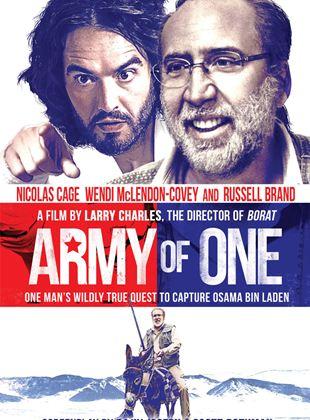 NICOLAS CAGE WENDI McLENDON-COVEY AND RUSSELL BRAND
A FILM BY LARRY CHARLES, THE DIRECTOR OF BORAT
ARMY OF ONE
ONE MAN'S WILDLY TRUE QUEST TO CAPTURE OSAMA BIN LADEN